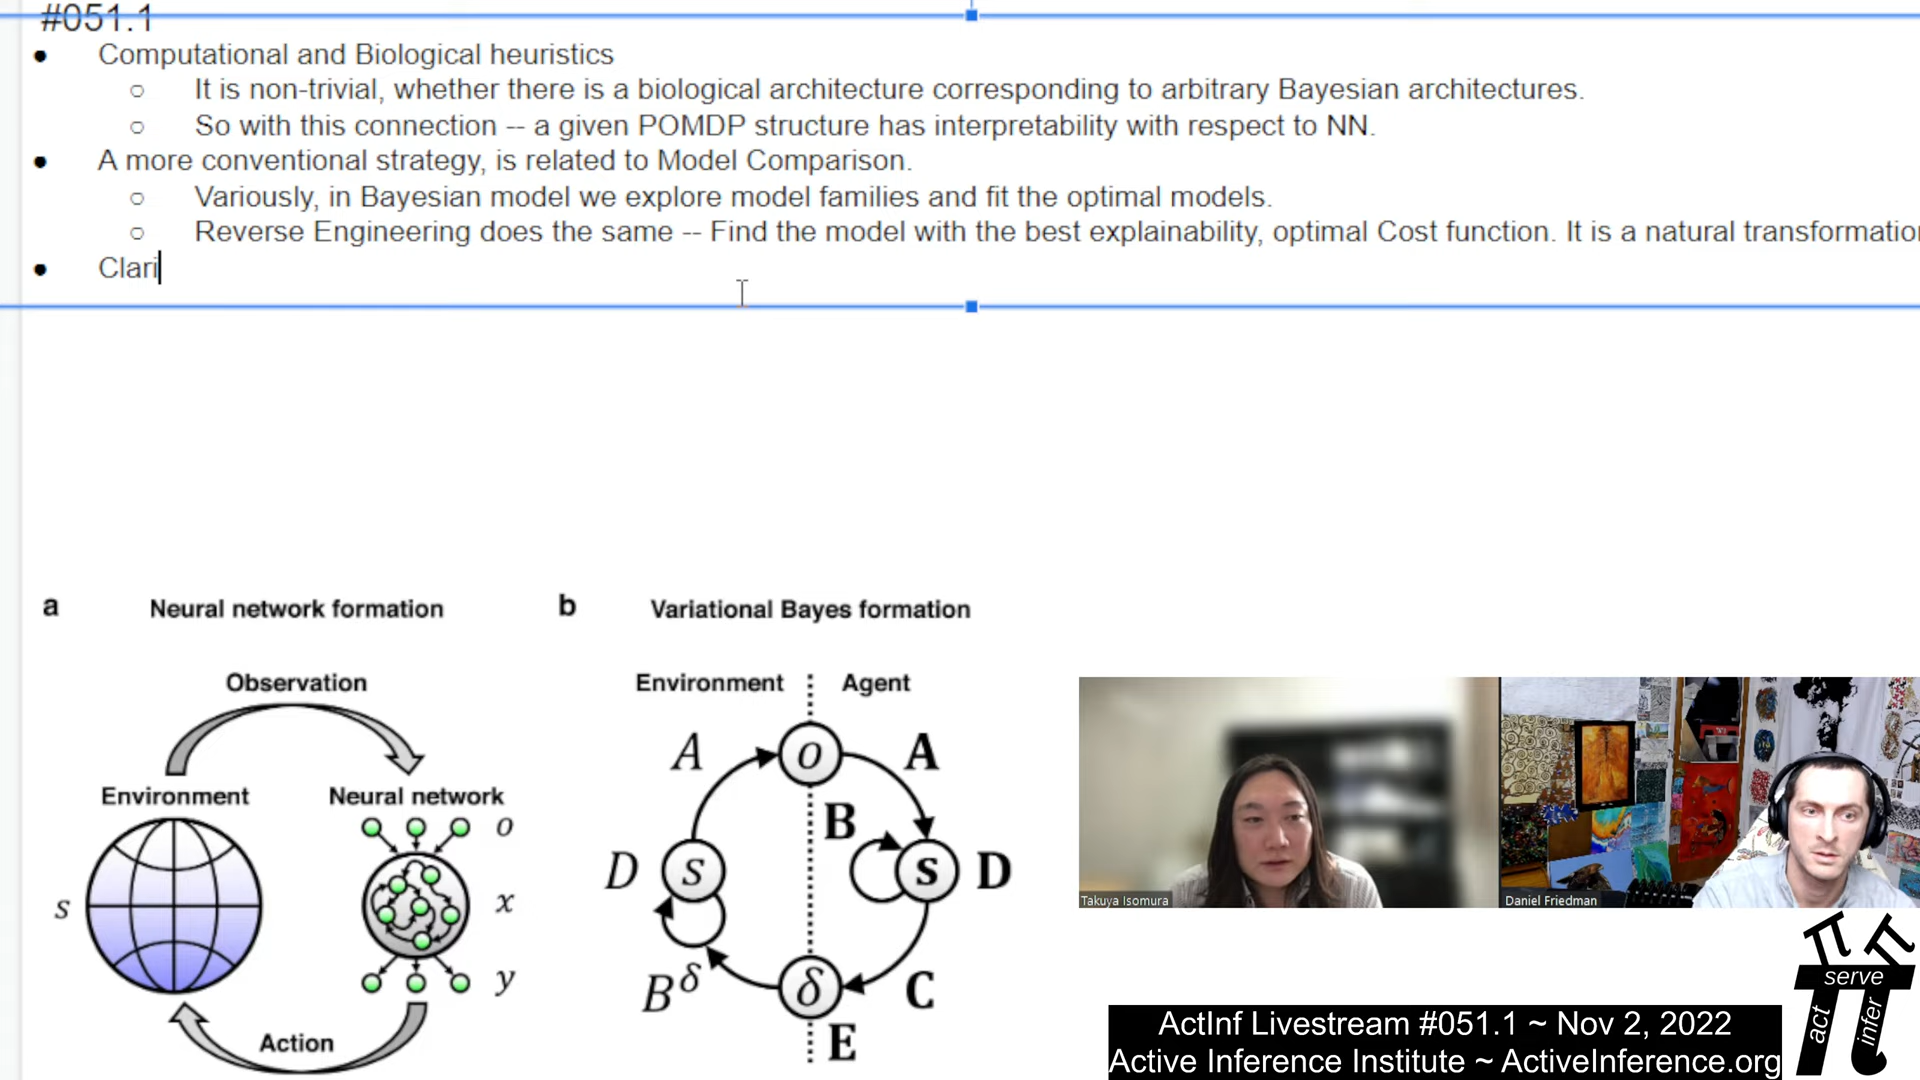 #051.1
● Computational and Biological heuristics
○ It is non-trivial, whether there is a biological architecture corresponding to arbitrary Bayesian architectures.
○ So with this connection -- a given POMDP structure has interpretability with respect to NN.
● A more conventional strategy, is related to Model Comparison.
○ Variously, in Bayesian model we explore model families and fit the optimal models.
○ Reverse Engineering does the same -- Find the model with the best explainability, optimal Cost function. It is a natural transformatio
● Clari
a Neural network formation
Observation
Environment
Neural network
o
s
x
y
Action
b Variational Bayes formation
Environment
Agent
A
o
A
B
D
s
s
D
B^δ
δ
C
E
Takuya Isomura
Daniel Friedman
act
serve
infer
ActInf Livestream #051.1 ~ Nov 2, 2022
Active Inference Institute ~ ActiveInference.org